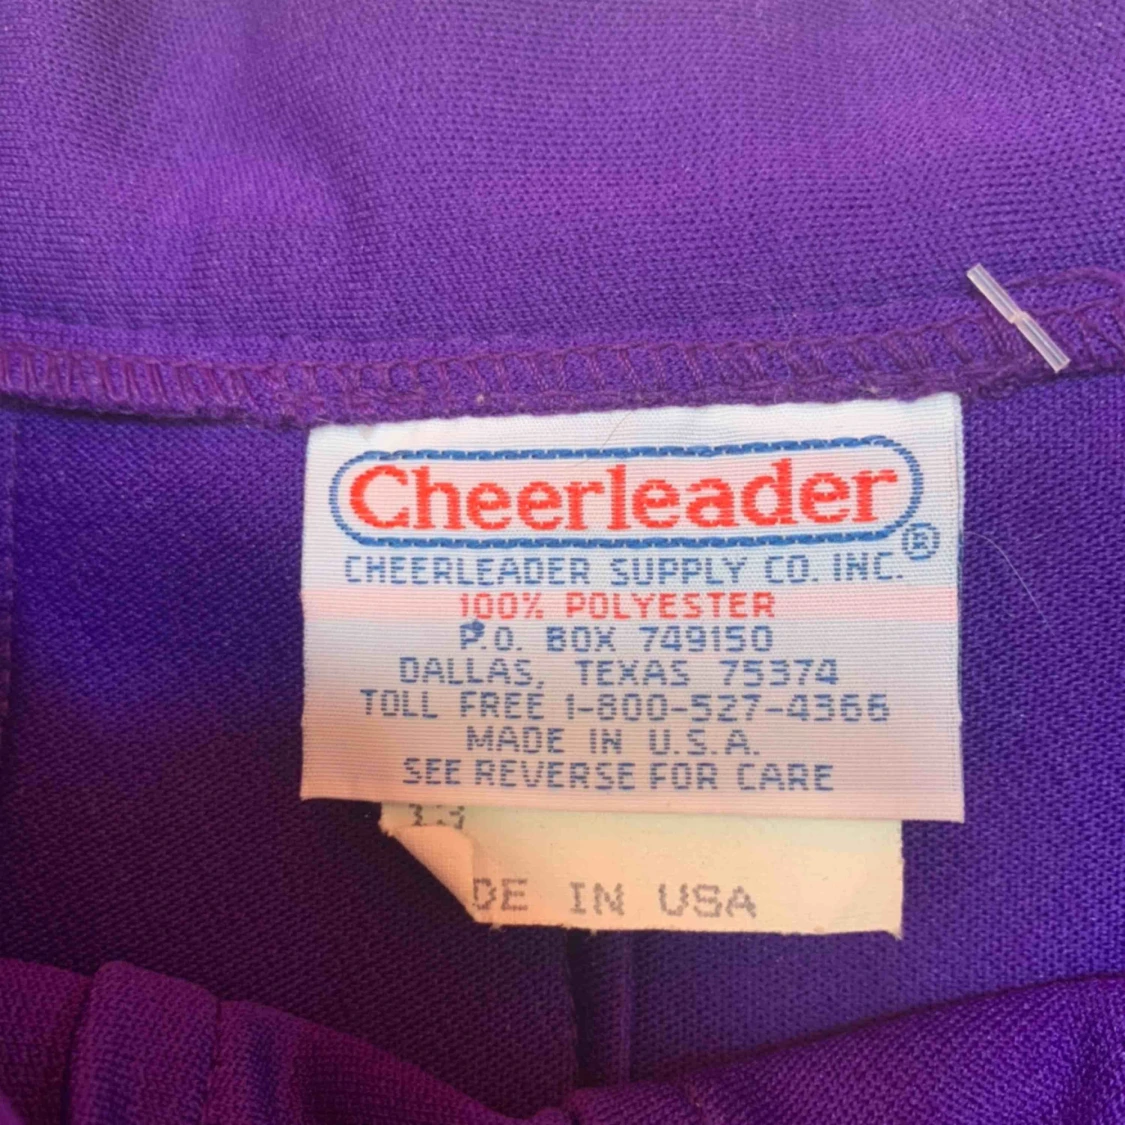 Cheerleader®
CHEERLEADER SUPPLY CO. INC.
100% POLYESTER
P.O. BOX 749150
DALLAS, TEXAS 75374
TOLL FREE 1-800-527-4366
MADE IN U.S.A.
SEE REVERSE FOR CARE
DE IN USA